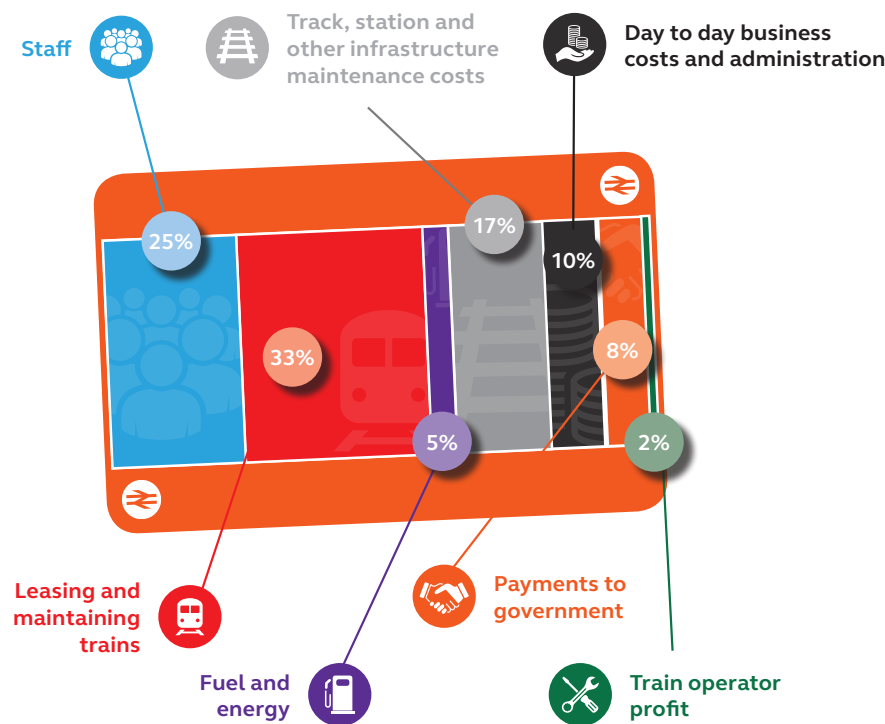 Staff
Track, station and
other infrastructure
maintenance costs
Day to day business
costs and administration
25%
17%
10%
33%
8%
5%
2%
Leasing and
maintaining
trains
Payments to
government
Fuel and
energy
Train operator
profit